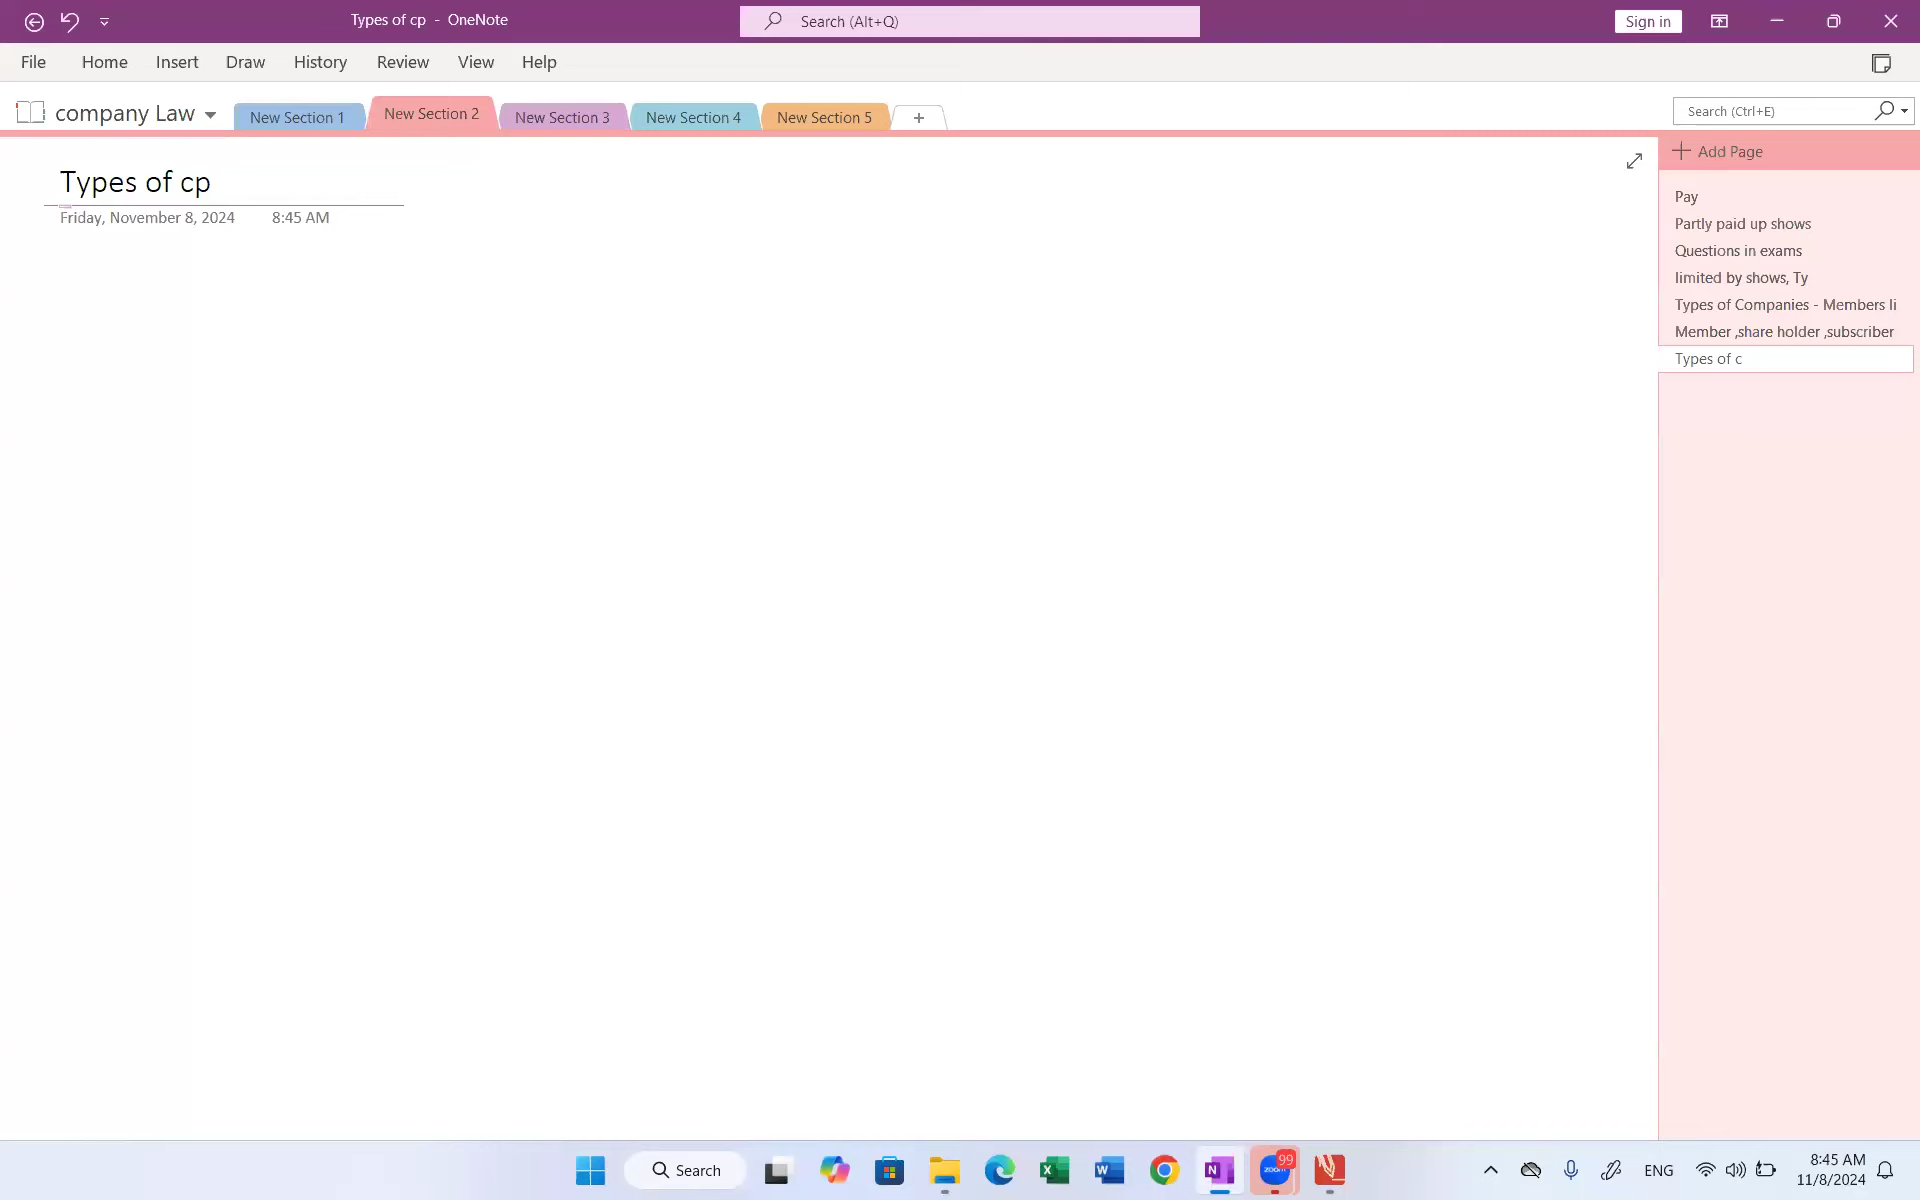 Types of cp - OneNote
Search (Alt+Q)
Sign in
File Home Insert Draw History Review View Help
company Law
New Section 1 New Section 2 New Section 3 New Section 4 New Section 5 +
Search (Ctrl+E)
Types of cp
Friday, November 8, 2024 8:45 AM
Add Page
Pay
Partly paid up shows
Questions in exams
limited by shows, Ty
Types of Companies - Members li
Member ,share holder ,subscriber
Types of c
Search
zoom
99
ENG
8:45 AM
11/8/2024